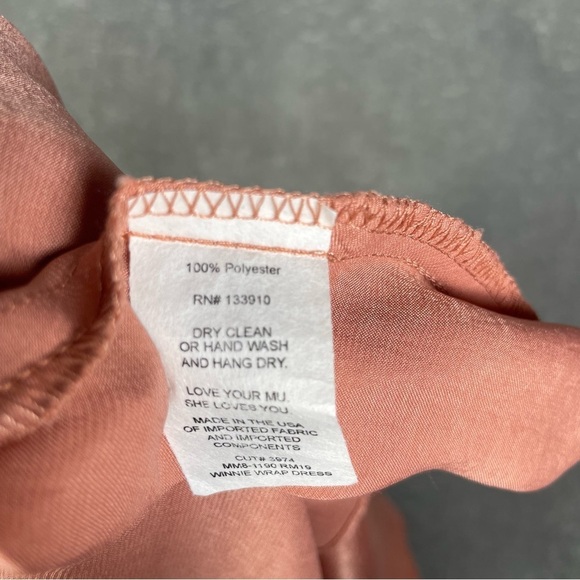 100% Polyester
RN# 133910
DRY CLEAN
OR HAND WASH
AND HANG DRY.
LOVE YOUR MU.
SHE LOVES YOU.
MADE IN THE USA
OF IMPORTED FABRIC
AND IMPORTED
COMPONENTS
CUT# 3974
MM8-1190 RM19
WINNIE WRAP DRESS